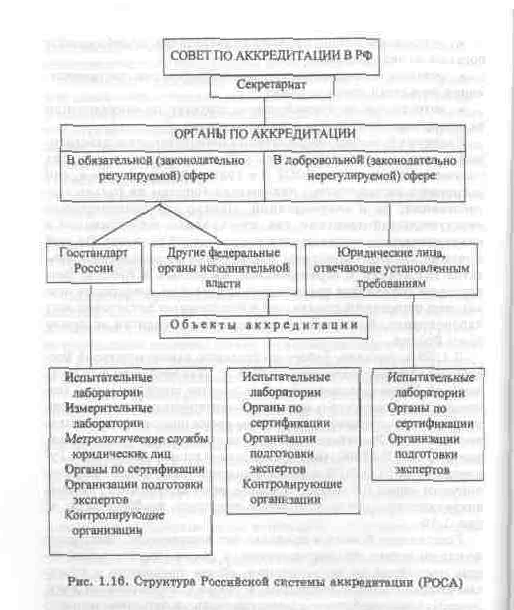 СОВЕТ ПО АККРЕДИТАЦИИ В РФ
Секретариат
ОРГАНЫ ПО АККРЕДИТАЦИИ
В обязательной (законодательно
регулируемой) сфере
В добровольной (законодательно
нерегулируемой) сфере
Госстандарт
России
Другие федеральные
органы исполнительной
власти
Юридические лица,
отвечающие установленным
требованиям
Объекты аккредитации
Испытательные
лаборатории
Измерительные
лаборатории
Метрологические службы
юридических лиц
Органы по сертификации
Организации подготовки
экспертов
Контролирующие
организации
Испытательные
лаборатории
Органы по
сертификации
Организации
подготовки
экспертов
Контролирующие
организации
Испытательные
лаборатории
Органы по
сертификации
Организации
подготовки
экспертов
Рис. 1.16. Структура Российской системы аккредитации (РОСА)